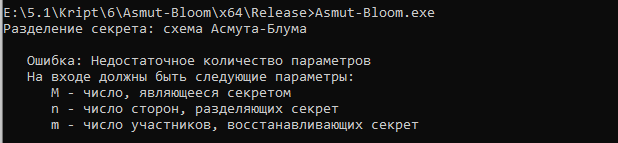 E:\5.1\Kript\6\Asmut-Bloom\x64\Release>Asmut-Bloom.exe
Разделение секрета: схема Асмута-Блума
Ошибка: Недостаточное количество параметров
На входе должны быть следующие параметры:
M - число, являющееся секретом
n - число сторон, разделяющих секрет
m - число участников, восстанавливающих секрет